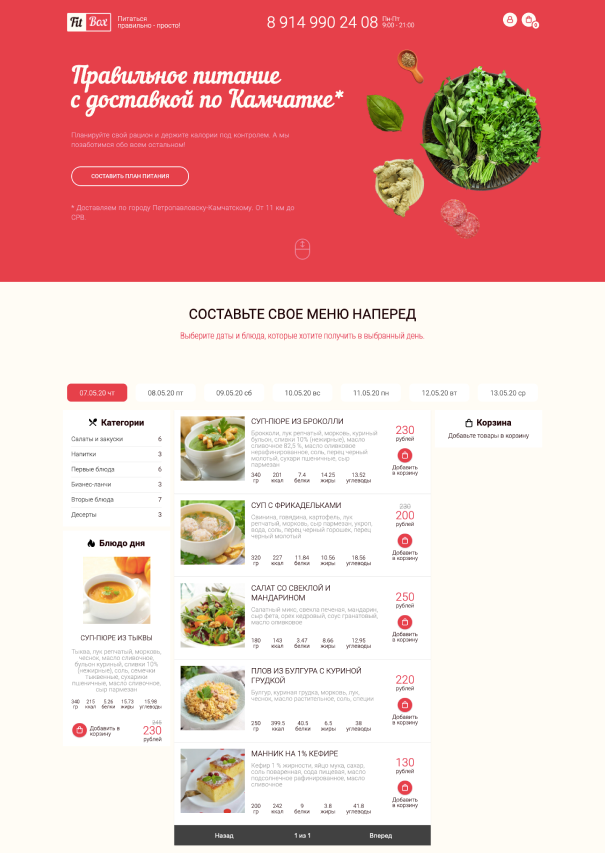 Fit Box
Питаться
правильно - просто!
8 914 990 24 08
Пн-Пт
9:00 - 21:00
0
Правильное питание
с доставкой по Камчатке*
Планируйте свой рацион и держите калории под контролем. А мы
позаботимся обо всем остальном!
СОСТАВИТЬ ПЛАН ПИТАНИЯ
* Доставляем по городу Петропавловску-Камчатскому. От 11 км до
СРВ.
СОСТАВЬТЕ СВОЕ МЕНЮ НАПЕРЕД
Выберите даты и блюда, которые хотите получить в выбранный день.
07.05.20 чт
08.05.20 пт
09.05.20 сб
10.05.20 вс
11.05.20 пн
12.05.20 вт
13.05.20 ср
Категории
Салаты и закуски 6
Напитки 3
Первые блюда 6
Бизнес-ланчи 3
Вторые блюда 7
Десерты 3
Блюдо дня
СУП-ПЮРЕ ИЗ ТЫКВЫ
Тыква, лук репчатый, морковь,
чеснок, масло сливочное,
бульон куриный, сливки 10%
(нежирные), соль, семечки
тыквенные, сухарики
пшеничные, масло сливочное,
сыр пармезан
340 215 5.26 15.73 15.98
гр ккал белки жиры углеводы
Добавить в
корзину
245
230
рублей
СУП-ПЮРЕ ИЗ БРОККОЛИ
Брокколи, лук репчатый, морковь, куриный
бульон, сливки 10% (нежирные), масло
сливочное 82,5 %, масло оливковое
нерафинированное, соль, перец черный
молотый, сухари пшеничные, сыр
пармезан
340 201 7.4 14.25 13.52
гр ккал белки жиры углеводы
230
рублей
Добавить
в корзину
СУП С ФРИКАДЕЛЬКАМИ
Свинина, говядина, картофель, лук
репчатый, морковь, сыр пармезан, укроп,
вода, соль, перец черный горошек, перец
черный молотый
320 227 11.84 10.56 18.56
гр ккал белки жиры углеводы
230
200
рублей
Добавить
в корзину
САЛАТ СО СВЕКЛОЙ И
МАНДАРИНОМ
Салатный микс, свекла печеная, мандарин,
сыр фета, орех кедровый, соус гранатовый,
масло оливковое
180 143 3.47 8.66 12.95
гр ккал белки жиры углеводы
250
рублей
Добавить
в корзину
ПЛОВ ИЗ БУЛГУРА С КУРИНОЙ
ГРУДКОЙ
Булгур, куриная грудка, морковь, лук,
чеснок, масло растительное, соль, специи
250 399.5 40.5 6.5 38
гр ккал белки жиры углеводы
220
рублей
Добавить
в корзину
МАННИК НА 1% КЕФИРЕ
Кефир 1 % жирности, яйцо, мука, сахар,
соль поваренная, сода пищевая, масло
подсолнечное рафинированное, масло
сливочное
200 242 9 3.8 41.8
гр ккал белки жиры углеводы
130
рублей
Добавить
в корзину
Назад 1 из 1 Вперед
Корзина
Добавьте товары в корзину